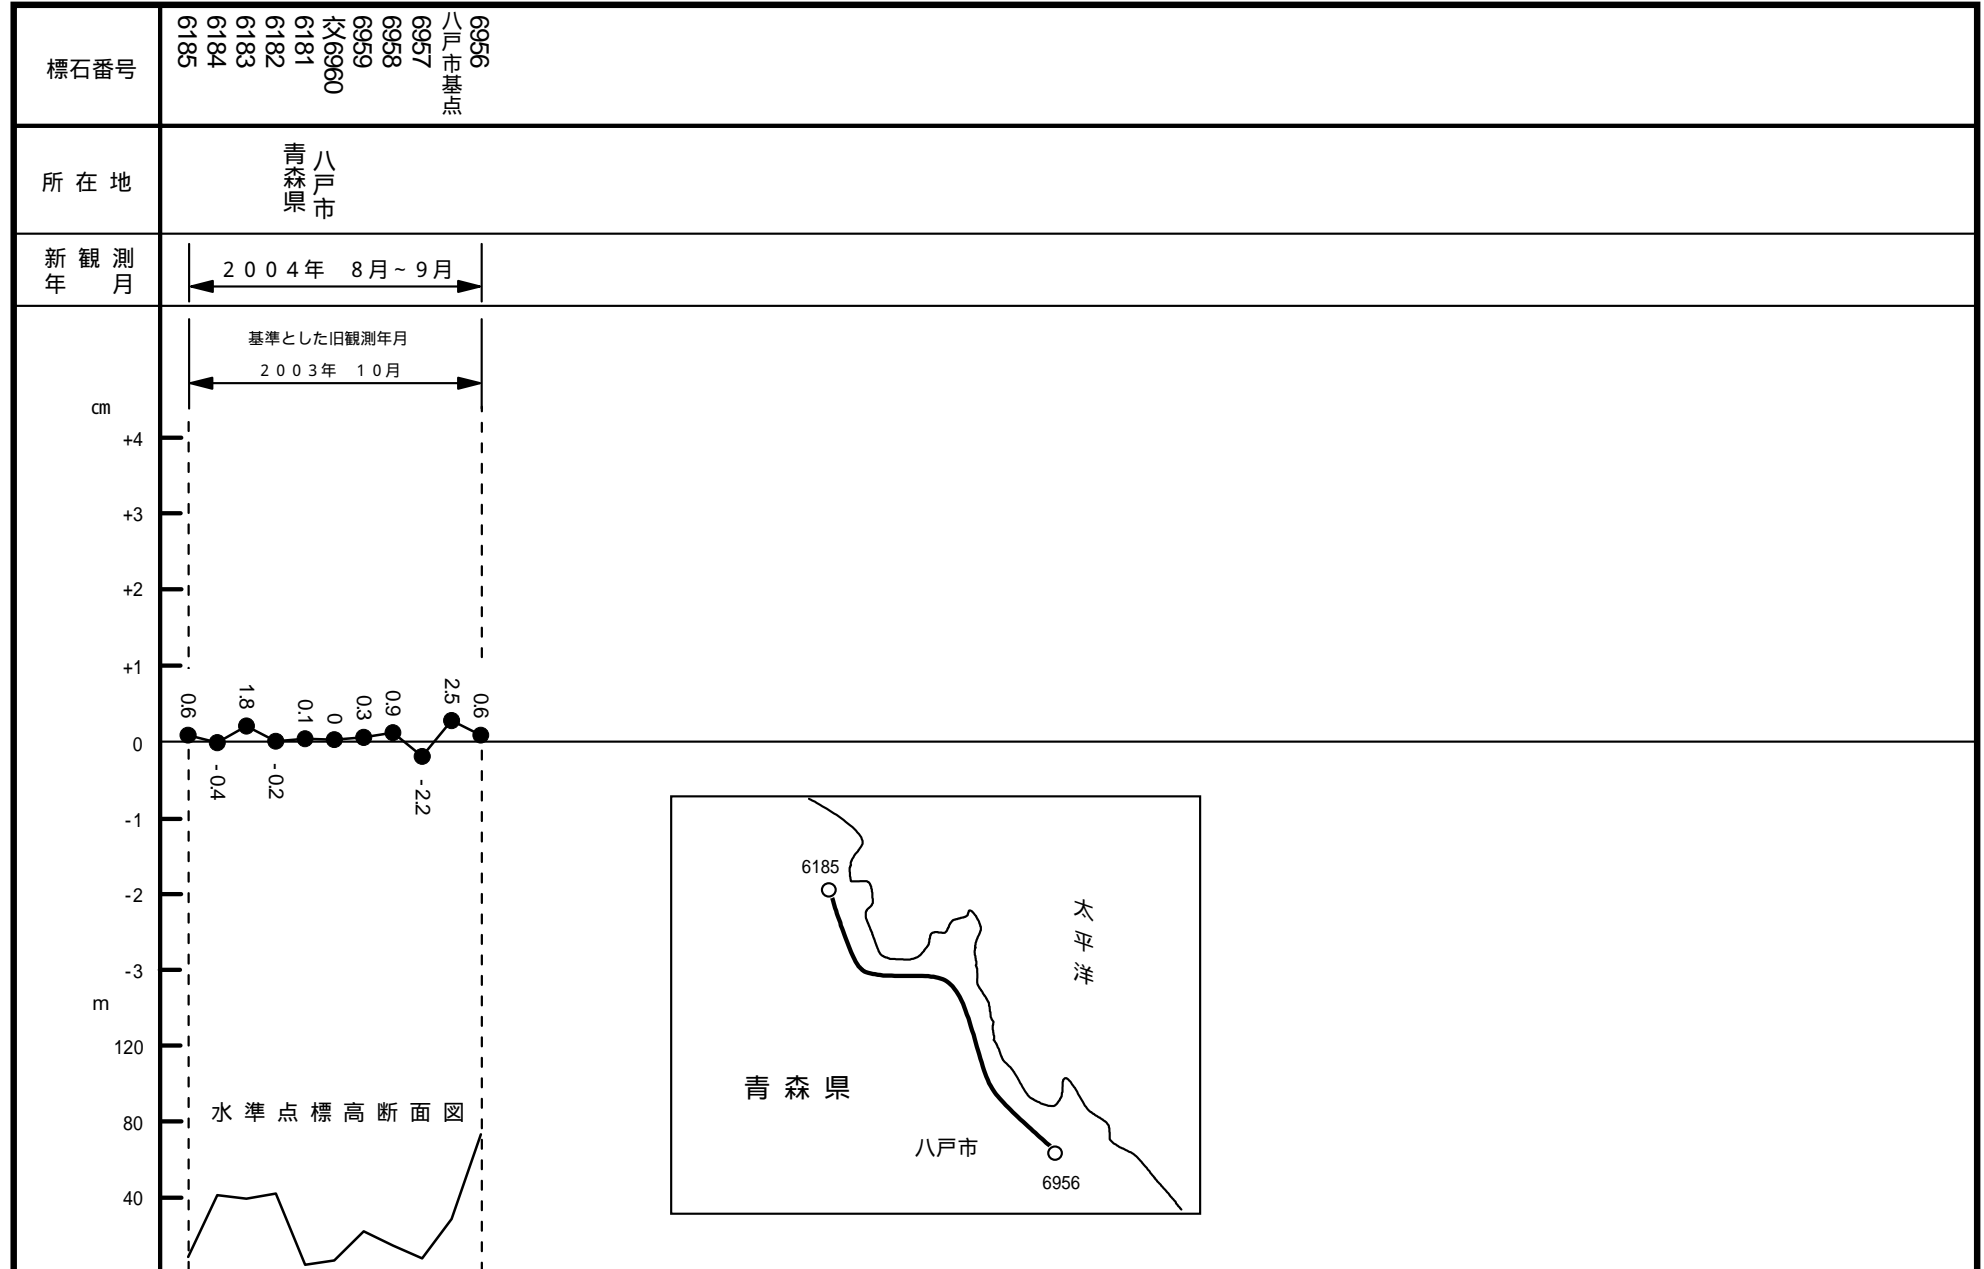 標石番号
6185
6184
6183
6182
6181
交6960
6959
6958
6957
八戸市基点
6956
所在地
青森県
八戸市
新観測
年 月
2004年 8月~9月
基準とした旧観測年月
2003年 10月
cm
+4
+3
+2
+1
0
-1
-2
-3
0.6
-0.4
1.8
-0.2
0.1
0
0.3
0.9
-2.2
2.5
0.6
m
120
80
40
水準点標高断面図
6185
太平洋
青森県
八戸市
6956